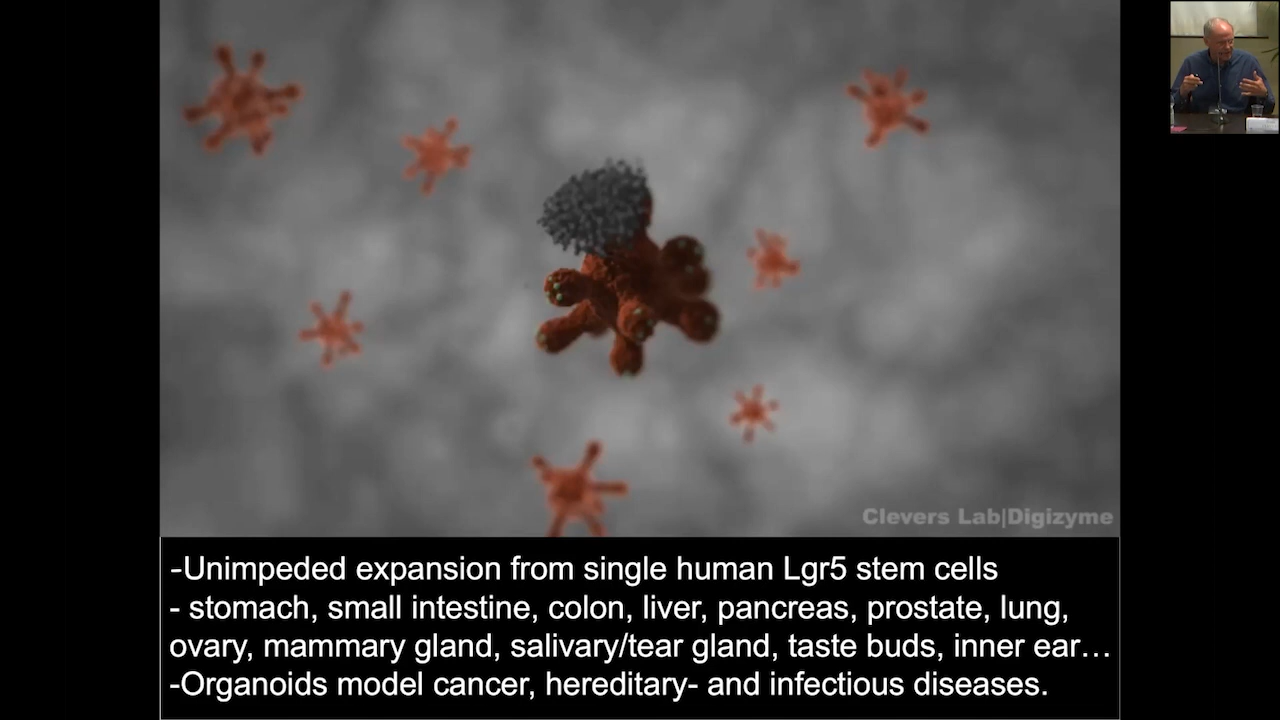 Clevers Lab|Digizyme
-Unimpeded expansion from single human Lgr5 stem cells
- stomach, small intestine, colon, liver, pancreas, prostate, lung,
ovary, mammary gland, salivary/tear gland, taste buds, inner ear…
-Organoids model cancer, hereditary- and infectious diseases.